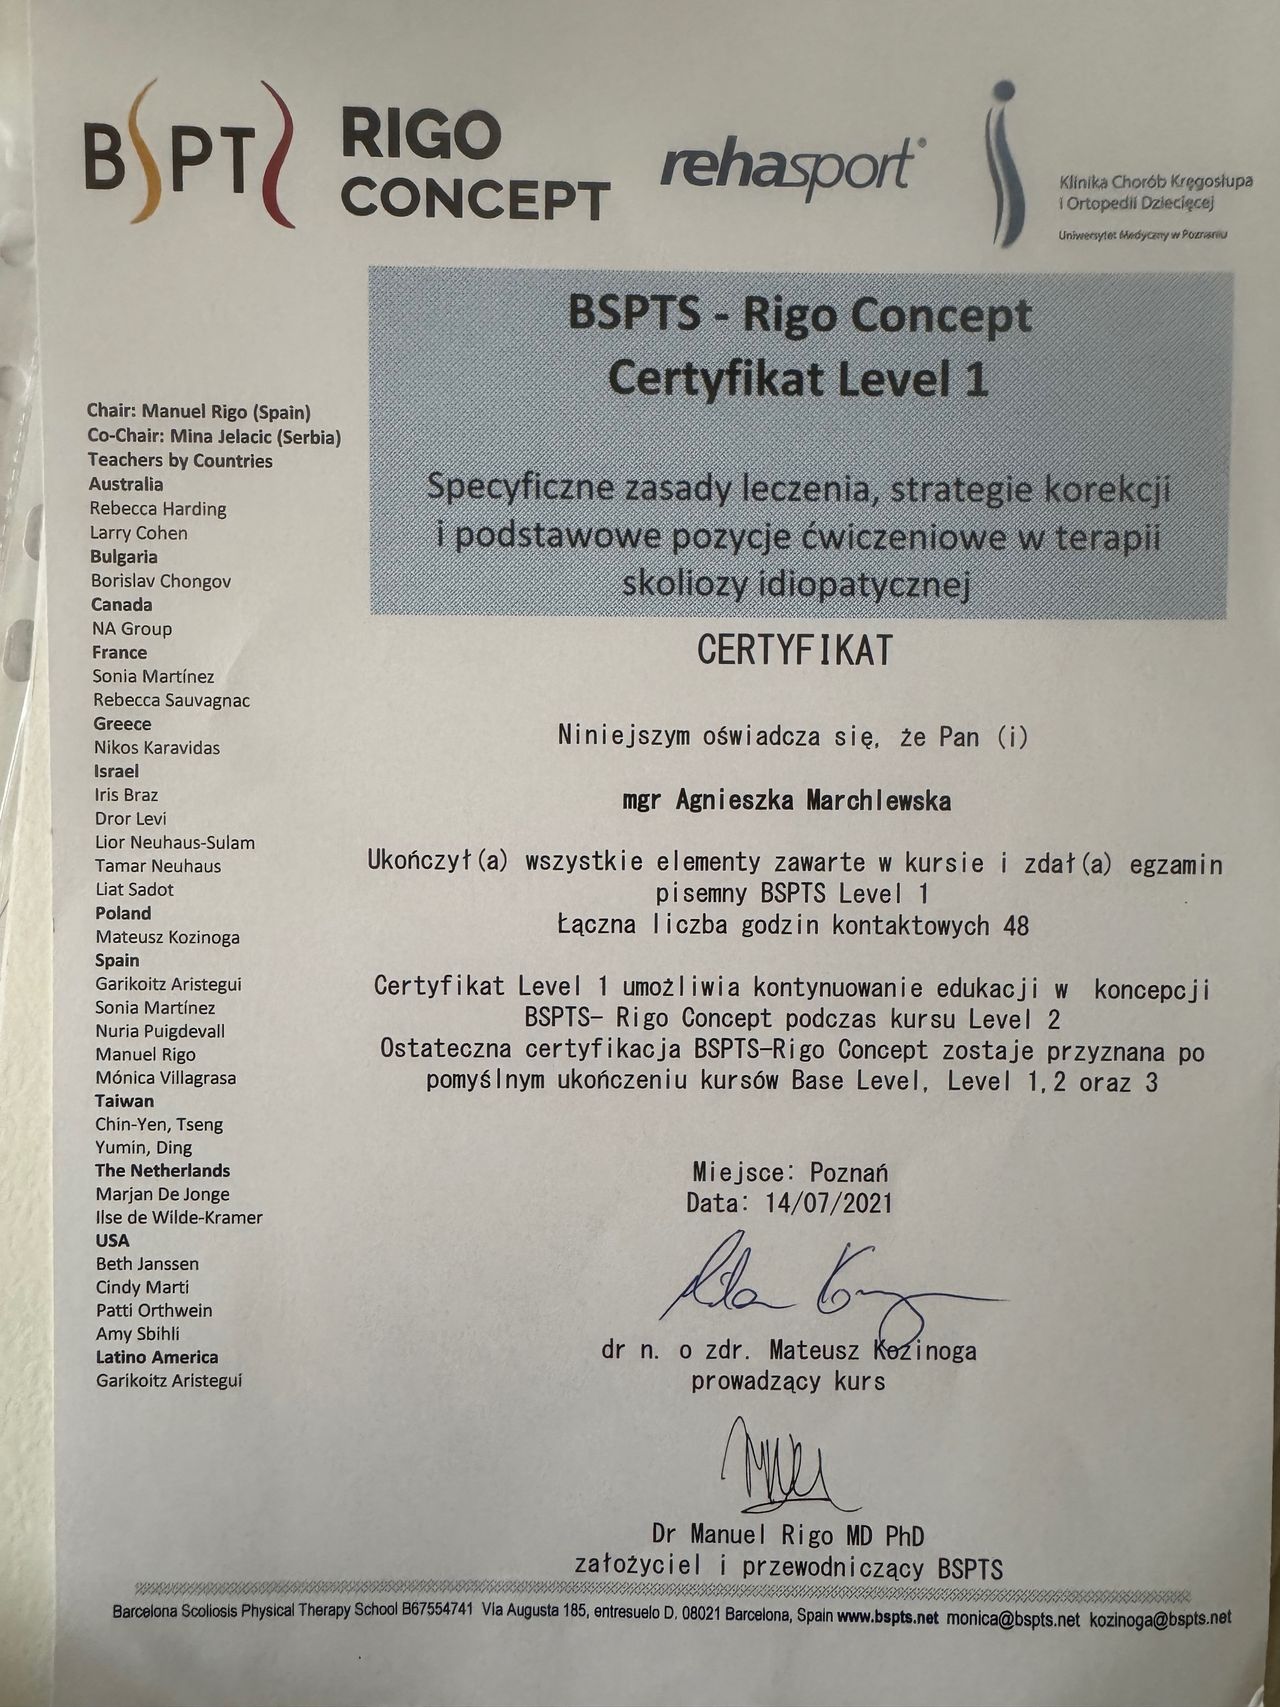 BSPTS RIGO
CONCEPT
rehasport®
Klinika Chorób Kręgosłupa
i Ortopedii Dziecięcej
Uniwersytet Medyczny w Poznaniu
BSPTS - Rigo Concept
Certyfikat Level 1
Specyficzne zasady leczenia, strategie korekcji
i podstawowe pozycje ćwiczeniowe w terapii
skoliozy idiopatycznej
Chair: Manuel Rigo (Spain)
Co-Chair: Mina Jelacic (Serbia)
Teachers by Countries
Australia
Rebecca Harding
Larry Cohen
Bulgaria
Borislav Chongov
Canada
NA Group
France
Sonia Martínez
Rebecca Sauvagnac
Greece
Nikos Karavidas
Israel
Iris Braz
Dror Levi
Lior Neuhaus-Sulam
Tamar Neuhaus
Liat Sadot
Poland
Mateusz Kozinoga
Spain
Garikoitz Aristegui
Sonia Martínez
Nuria Puigdevall
Manuel Rigo
Mónica Villagrasa
Taiwan
Chin-Yen, Tseng
Yumin, Ding
The Netherlands
Marjan De Jonge
Ilse de Wilde-Kramer
USA
Beth Janssen
Cindy Marti
Patti Orthwein
Amy Sbihli
Latino America
Garikoitz Aristegui
CERTYFIKAT
Niniejszym oświadcza się, że Pan (i)
mgr Agnieszka Marchlewska
Ukończył(a) wszystkie elementy zawarte w kursie i zdał(a) egzamin
pisemny BSPTS Level 1
Łączna liczba godzin kontaktowych 48
Certyfikat Level 1 umożliwia kontynuowanie edukacji w koncepcji
BSPTS- Rigo Concept podczas kursu Level 2
Ostateczna certyfikacja BSPTS-Rigo Concept zostaje przyznana po
pomyślnym ukończeniu kursów Base Level, Level 1,2 oraz 3
Miejsce: Poznań
Data: 14/07/2021
dr n. o zdr. Mateusz Kozinoga
prowadzący kurs
Dr Manuel Rigo MD PhD
założyciel i przewodniczący BSPTS
Barcelona Scoliosis Physical Therapy School B67554741 Via Augusta 185, entresuelo D, 08021 Barcelona, Spain www.bspts.net monica@bspts.net kozinoga@bspts.net